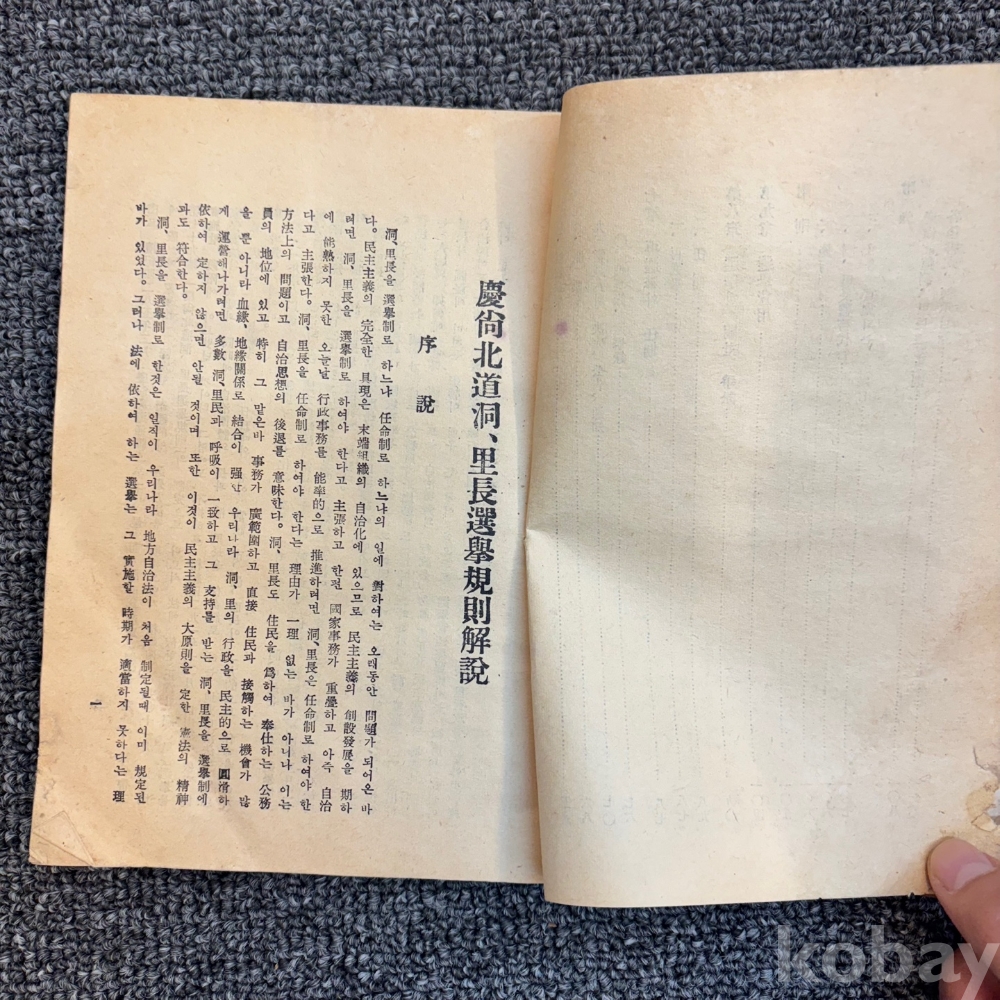 慶尙北道洞、里長選擧規則解說
序說
洞、里長을 選擧制로 하느냐 任命制로 하느냐의 일에 對하여는 오래동안 問題가 되어온 바
다。民主主義의 完全한 具現은 末端組織의 自治化에 있으므로 民主主義의 創設發展을 期하
려면 洞、里長을 選擧制로 하여야 한다고 主張하고 한편 國家事務가 重疊하고 아즉 自治
에 能熟하지 못한 오늘날 行政事務를 能率的으로 推進하려면 洞、里長은 任命制로 하여야 한
다고 主張한다。洞、里長을 任命制로 하여야 한다는 理由가 一理 없는 바가 아니나 이는
方法上의 問題이고 自治思想의 後退를 意味한다。洞、里長도 住民을 爲하여 奉仕하는 公務
員의 地位에 있고 特히 그 맡은바 事務가 廣範圍하고 直接 住民과 接觸하는 機會가 많
을 뿐 아니라 血緣、地緣關係로 結合이 强한 우리나라 洞、里의 行政을 民主的으로 圓滑하
게 運營해나가려면 多數 洞、里民과 呼吸이 一致하고 그 支持를 받는 洞、里長을 選擧制에
依하여 定하지 않으면 안될 것이며 또한 이것이 民主主義의 大原則을 定한 憲法의 精神
과도 符合한다。
洞、里長을 選擧制로 한것은 일직이 우리나라 地方自治法이 처음 制定될때 이미 規定된
바가 있었다。그러나 法에 依하여 하는 選擧는 그 實施할 時期가 適當하지 못하다는 理
一
kobay